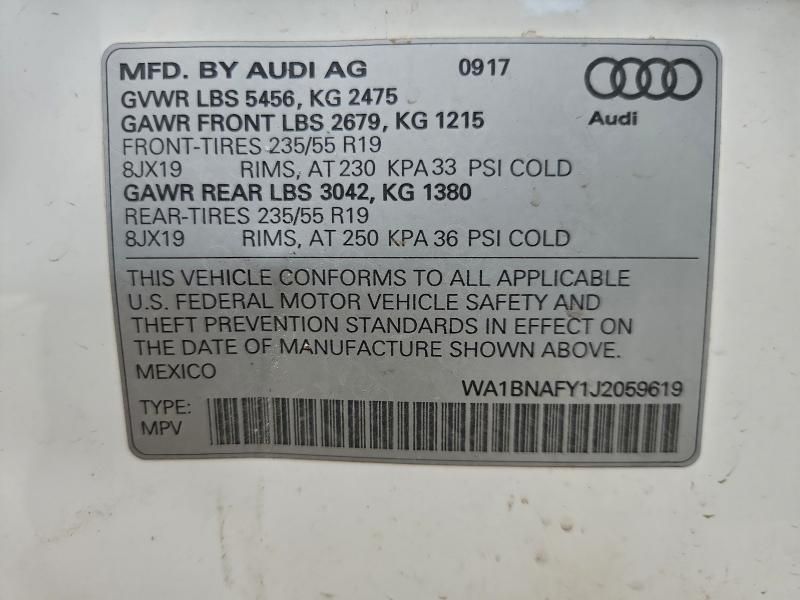 MFD. BY AUDI AG 0917
GVWR LBS 5456, KG 2475
GAWR FRONT LBS 2679, KG 1215
Audi
FRONT-TIRES 235/55 R19
8JX19 RIMS, AT 230 KPA 33 PSI COLD
GAWR REAR LBS 3042, KG 1380
REAR-TIRES 235/55 R19
8JX19 RIMS, AT 250 KPA 36 PSI COLD
THIS VEHICLE CONFORMS TO ALL APPLICABLE
U.S. FEDERAL MOTOR VEHICLE SAFETY AND
THEFT PREVENTION STANDARDS IN EFFECT ON
THE DATE OF MANUFACTURE SHOWN ABOVE.
MEXICO
WA1BNAFY1J2059619
TYPE:
MPV